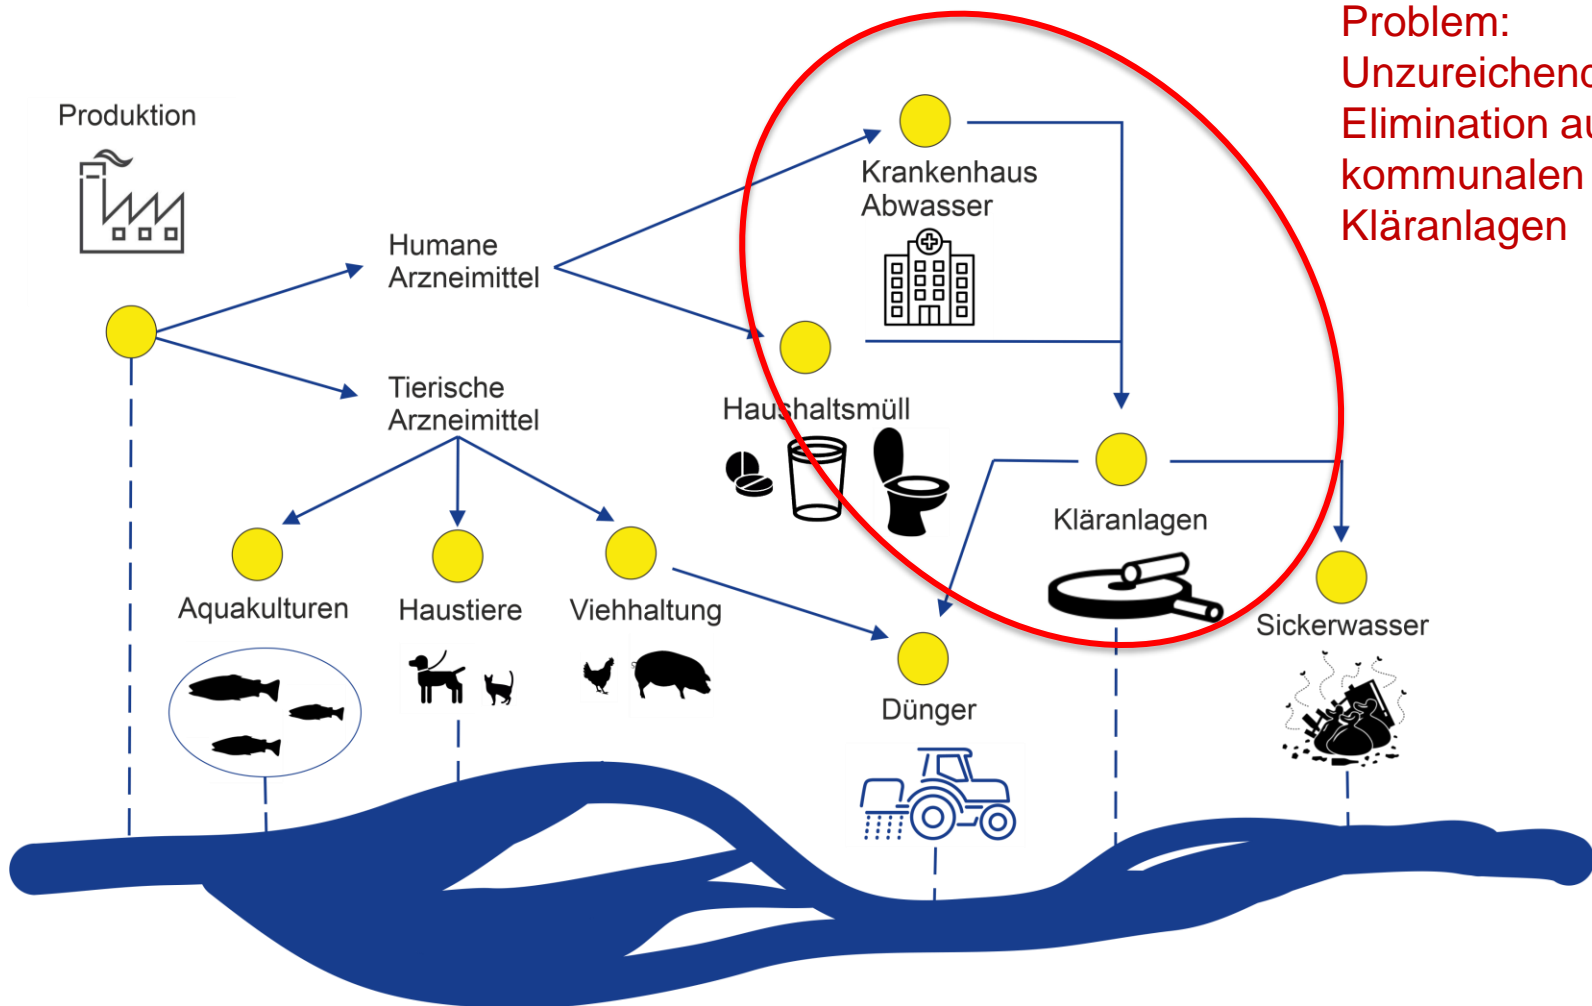 Problem:
Unzureichend
Elimination au
kommunalen
Kläranlagen
Produktion
Krankenhaus
Abwasser
Humane
Arzneimittel
Tierische
Arzneimittel
Haushaltsmüll
Kläranlagen
Aquakulturen
Haustiere
Viehhaltung
Sickerwasser
Dünger